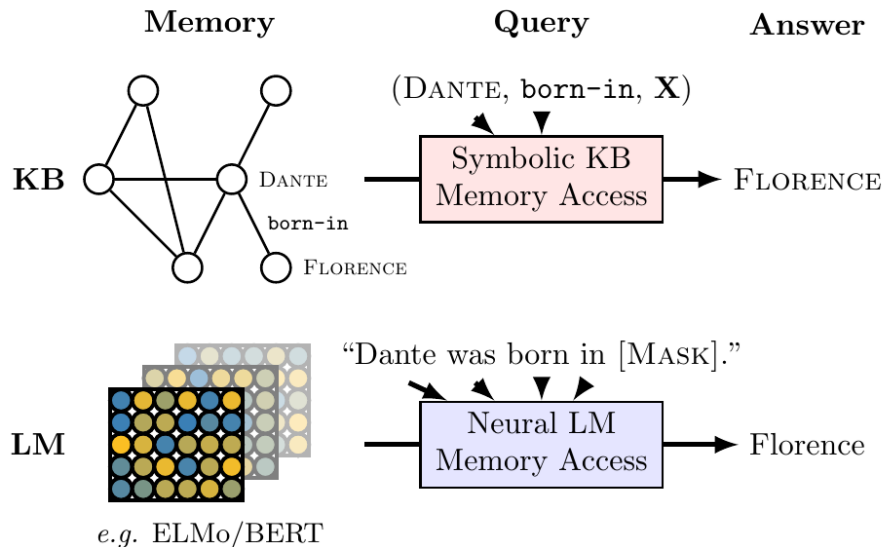 Memory Query Answer
(DANTE, born-in, X)
KB
DANTE
born-in
FLORENCE
Symbolic KB
Memory Access
FLORENCE
“Dante was born in [MASK].”
LM
Neural LM
Memory Access
Florence
e.g. ELMo/BERT